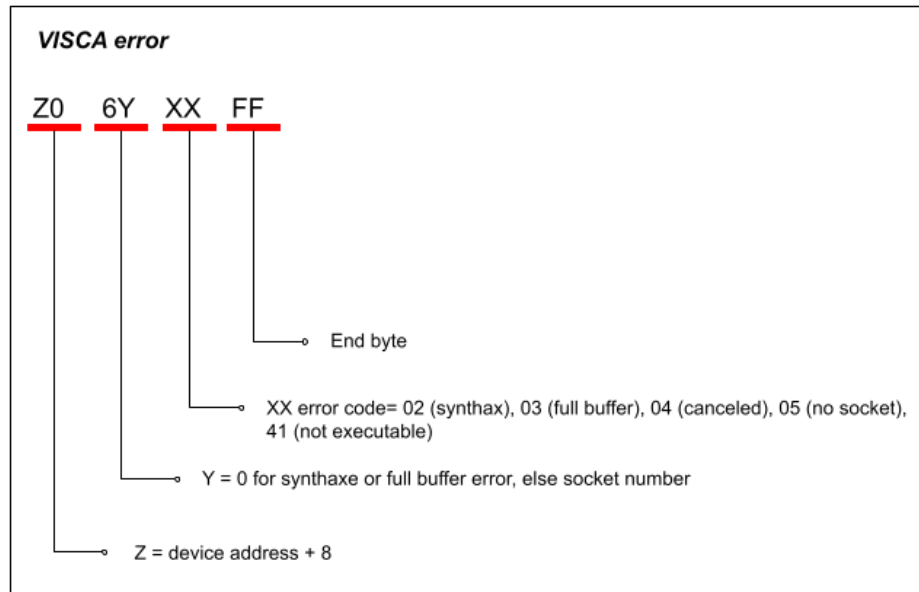 VISCA error
Z0 6Y XX FF
End byte
XX error code= 02 (synthax), 03 (full buffer), 04 (canceled), 05 (no socket),
41 (not executable)
Y = 0 for synthaxe or full buffer error, else socket number
Z = device address + 8